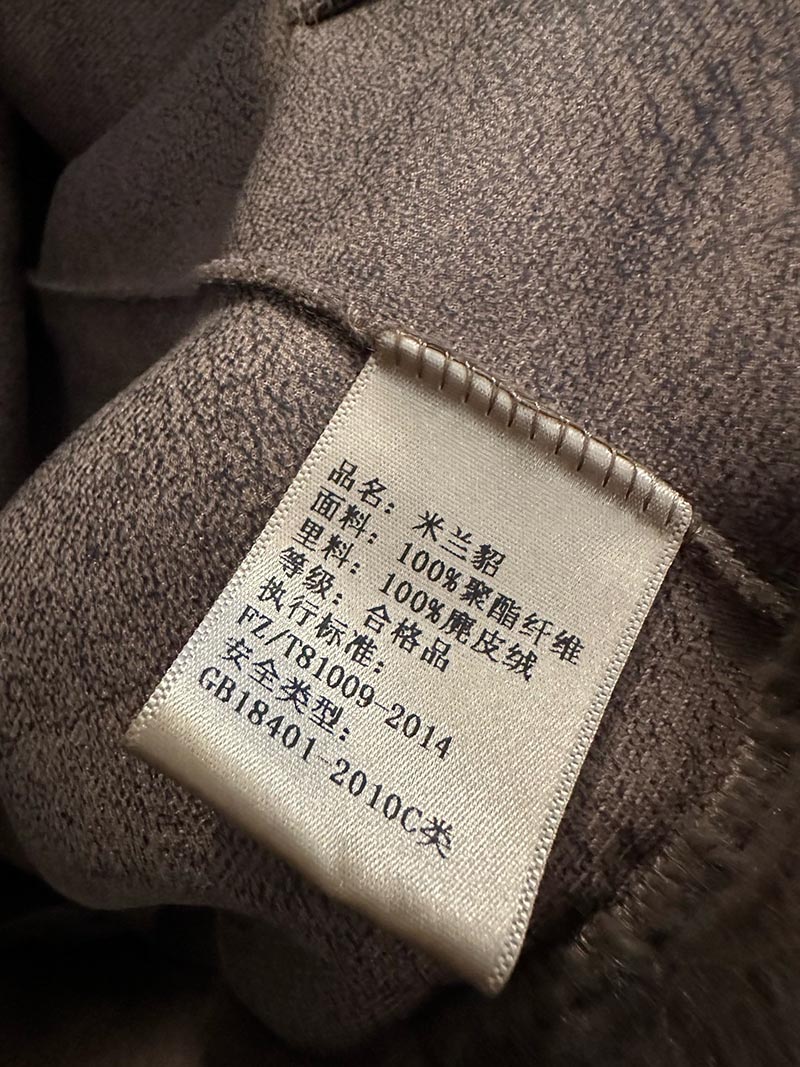 品名：米兰貂
面料：100%聚酯纤维
里料：100%麂皮绒
等级：合格品
执行标准：
FZ/T81009-2014
安全类型：
GB18401-2010C类